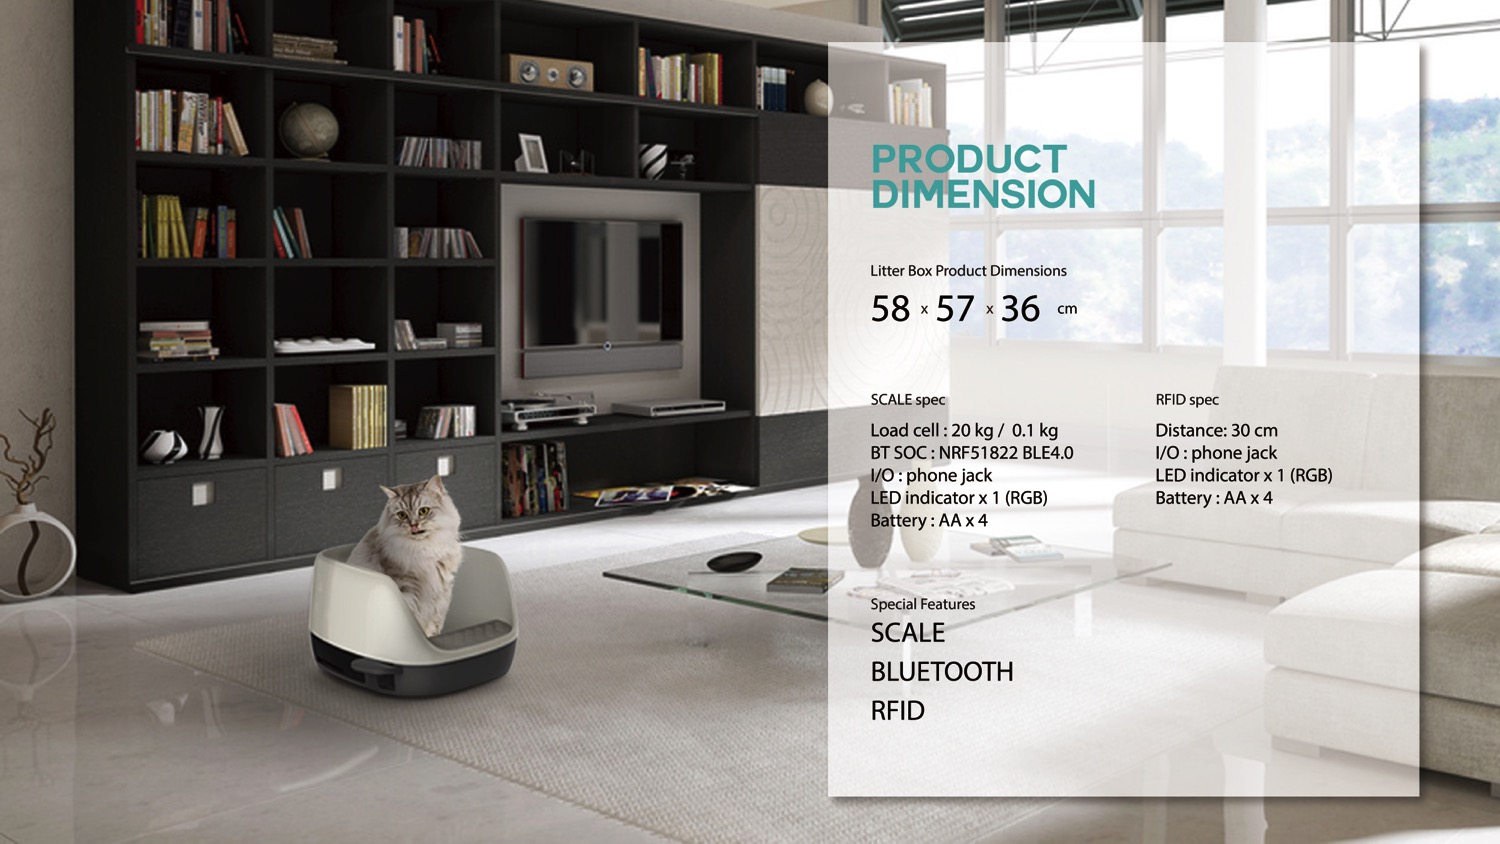 PRODUCT
DIMENSION
Litter Box Product Dimensions
58 x 57 x 36 cm
SCALE spec
Load cell : 20 kg / 0.1 kg
BT SOC : NRF51822 BLE4.0
I/O : phone jack
LED indicator x 1 (RGB)
Battery : AA x 4
RFID spec
Distance: 30 cm
I/O : phone jack
LED indicator x 1 (RGB)
Battery : AA x 4
Special Features
SCALE
BLUETOOTH
RFID